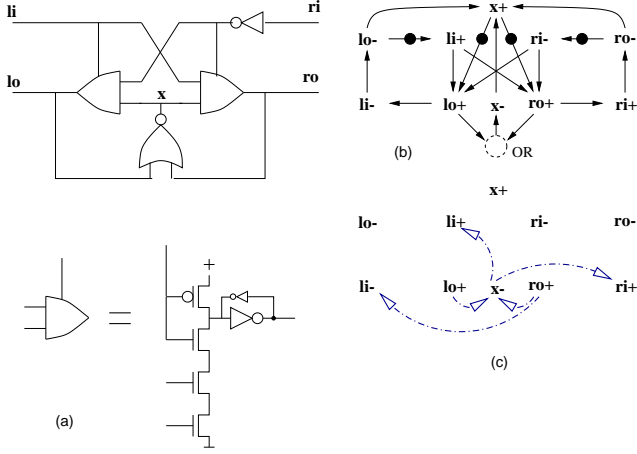 li ri
lo ro
x
(a)
x+
lo- li+ ri- ro-
li- lo+ x- ro+ ri+
OR
(b)
x+
lo- li+ ri- ro-
li- lo+ x- ro+ ri+
(c)